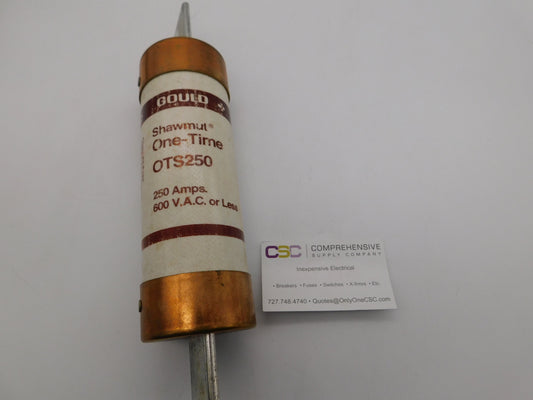 GOULD
Shawmut®
One-Time
OTS250
250 Amps.
600 V.A.C. or Less
CSC COMPREHENSIVE
SUPPLY COMPANY
Inexpensive Electrical
• Breakers • Fuses • Switches • X-fmrs • Etc.
727.748.4740 • Quotes@OnlyOneCSC.com